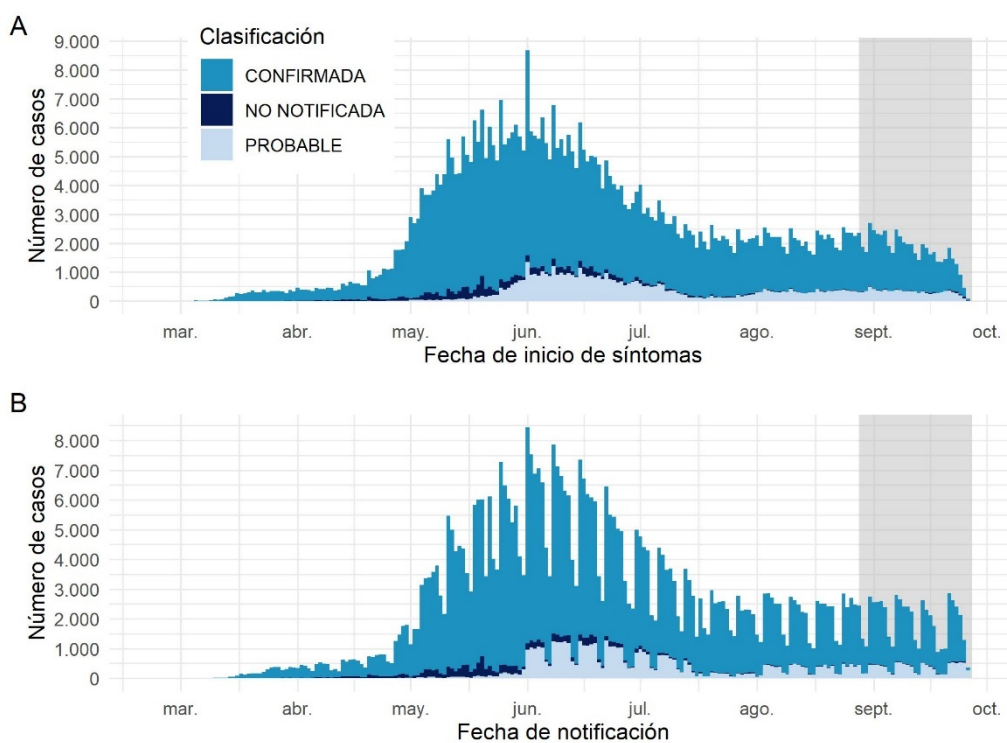 A
Clasificación
CONFIRMADA
NO NOTIFICADA
PROBABLE
Número de casos
9.000
8.000
7.000
6.000
5.000
4.000
3.000
2.000
1.000
0
mar. abr. may. jun. jul. ago. sept. oct.
Fecha de inicio de síntomas
B
Número de casos
8.000
7.000
6.000
5.000
4.000
3.000
2.000
1.000
0
mar. abr. may. jun. jul. ago. sept. oct.
Fecha de notificación